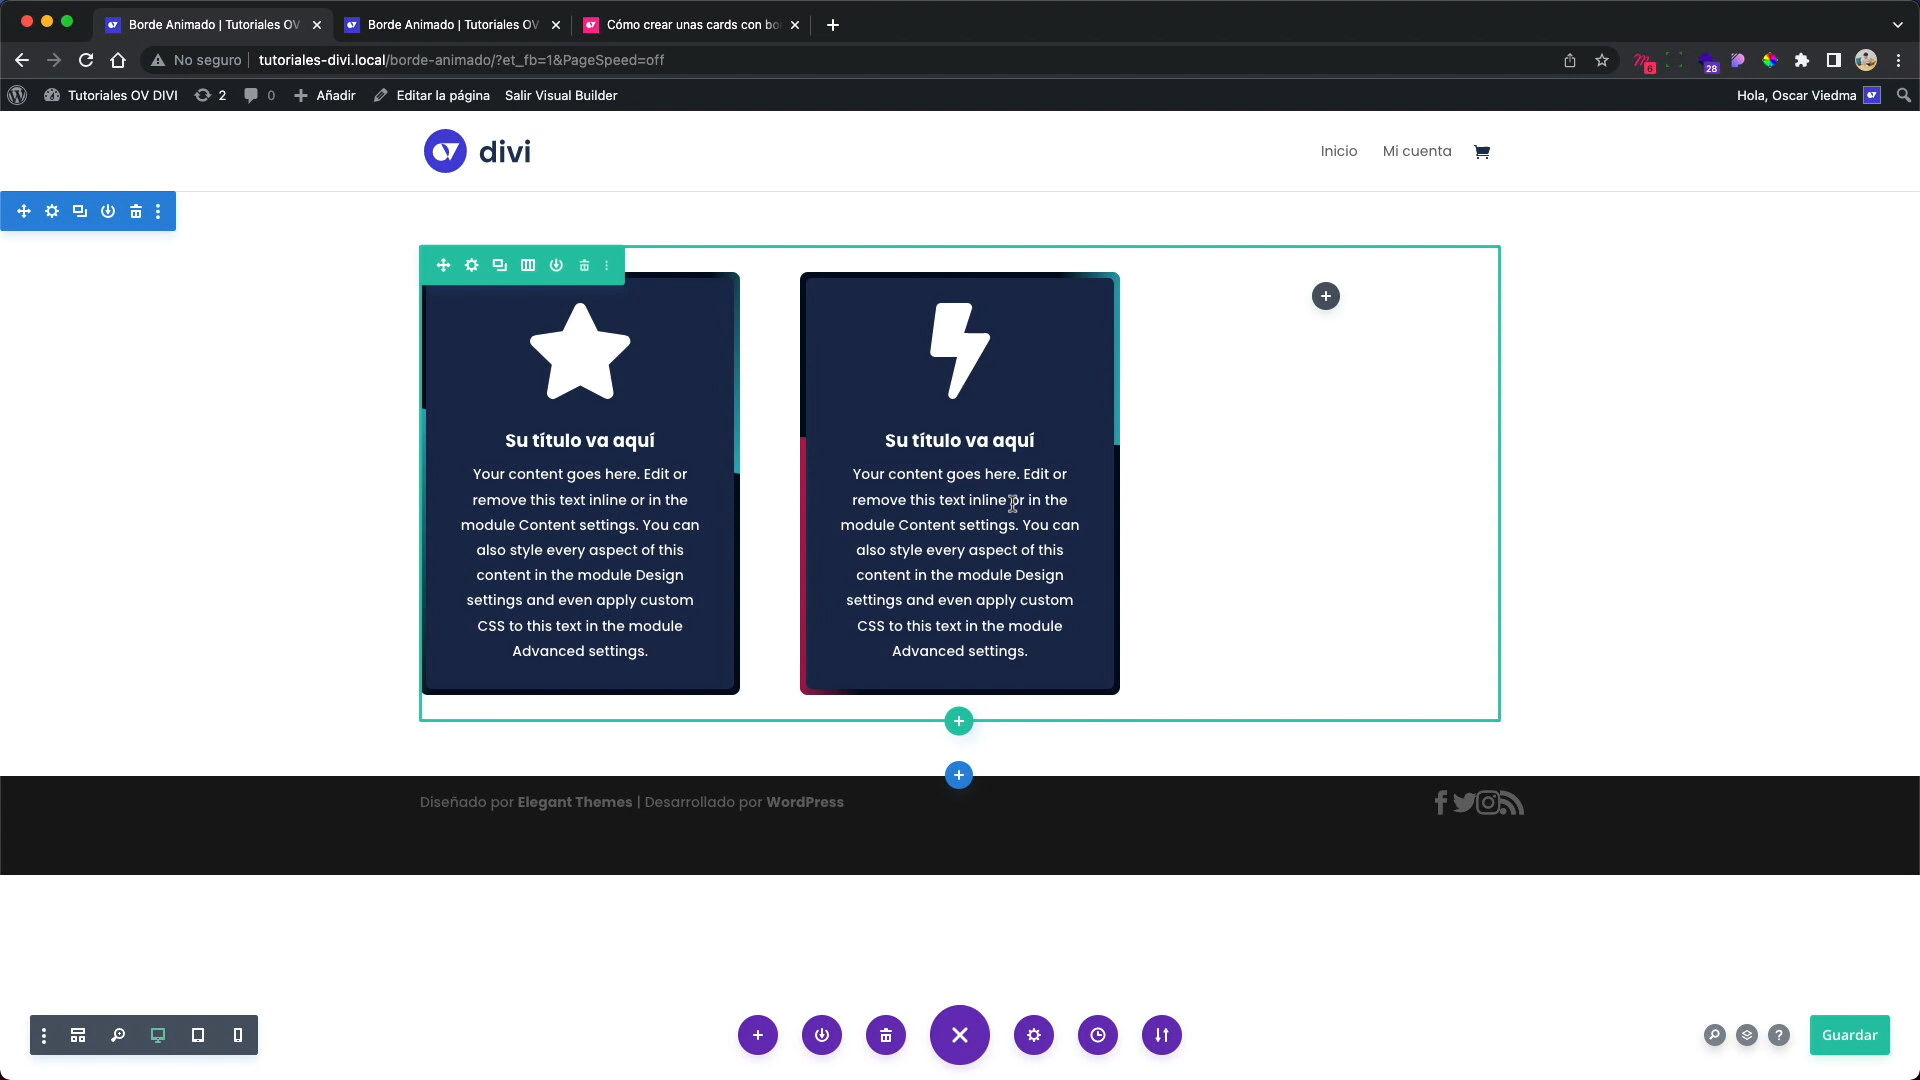 Borde Animado | Tutoriales OV
Borde Animado | Tutoriales OV
Cómo crear unas cards con bo
No seguro
tutoriales-divi.local/borde-animado/?et_fb=1&PageSpeed=off
6
28
Tutoriales OV DIVI
2
0
Añadir
Editar la página
Salir Visual Builder
Hola, Oscar Viedma
divi
Inicio
Mi cuenta
Su título va aquí
Your content goes here. Edit or
remove this text inline or in the
module Content settings. You can
also style every aspect of this
content in the module Design
settings and even apply custom
CSS to this text in the module
Advanced settings.
Su título va aquí
Your content goes here. Edit or
remove this text inline or in the
module Content settings. You can
also style every aspect of this
content in the module Design
settings and even apply custom
CSS to this text in the module
Advanced settings.
Diseñado por Elegant Themes | Desarrollado por WordPress
?
Guardar